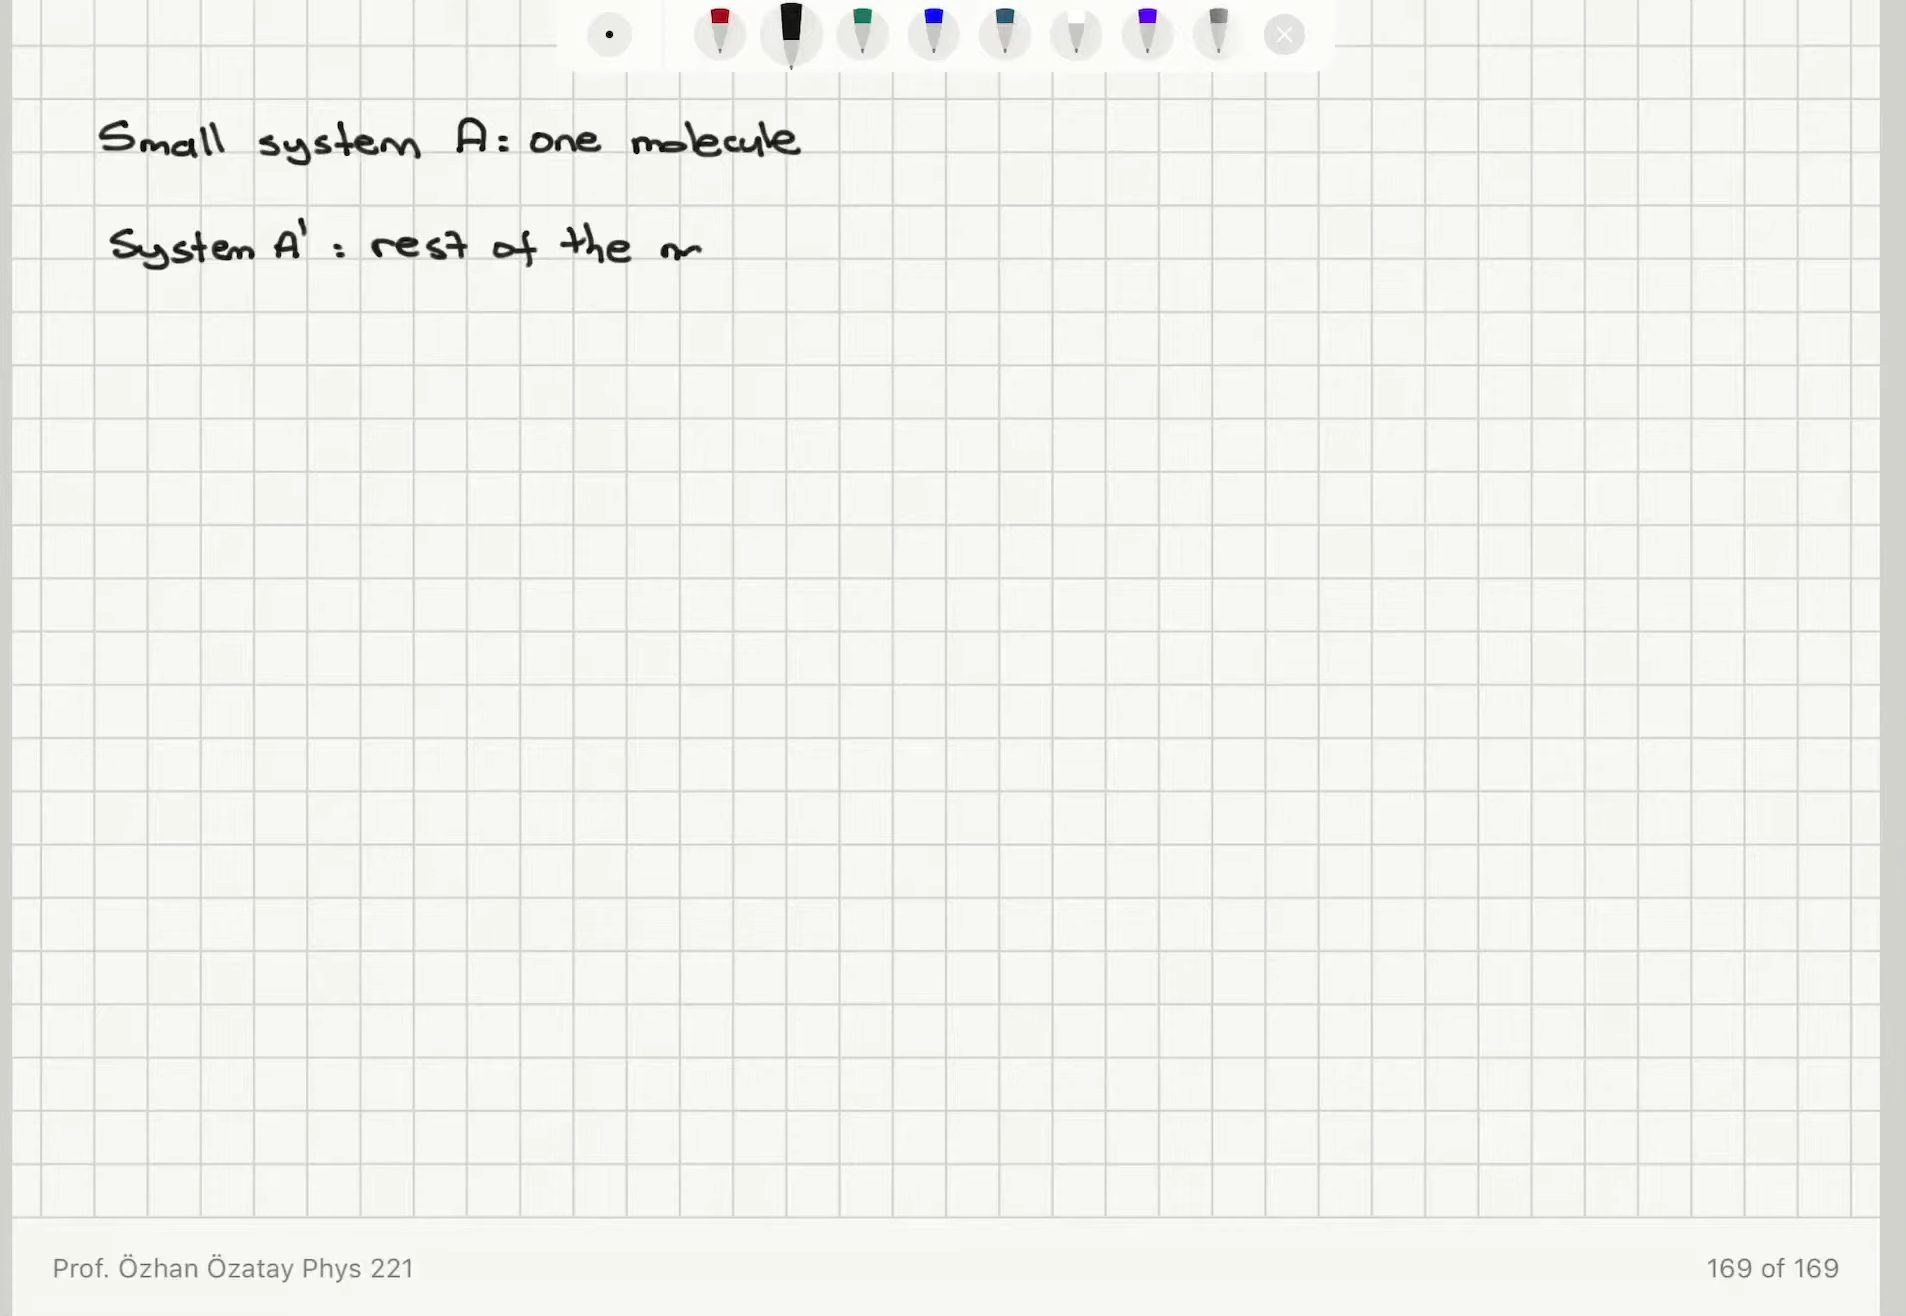 Small system A: one molecule
System A' : rest of the m
Prof. Özhan Özatay Phys 221
169 of 169